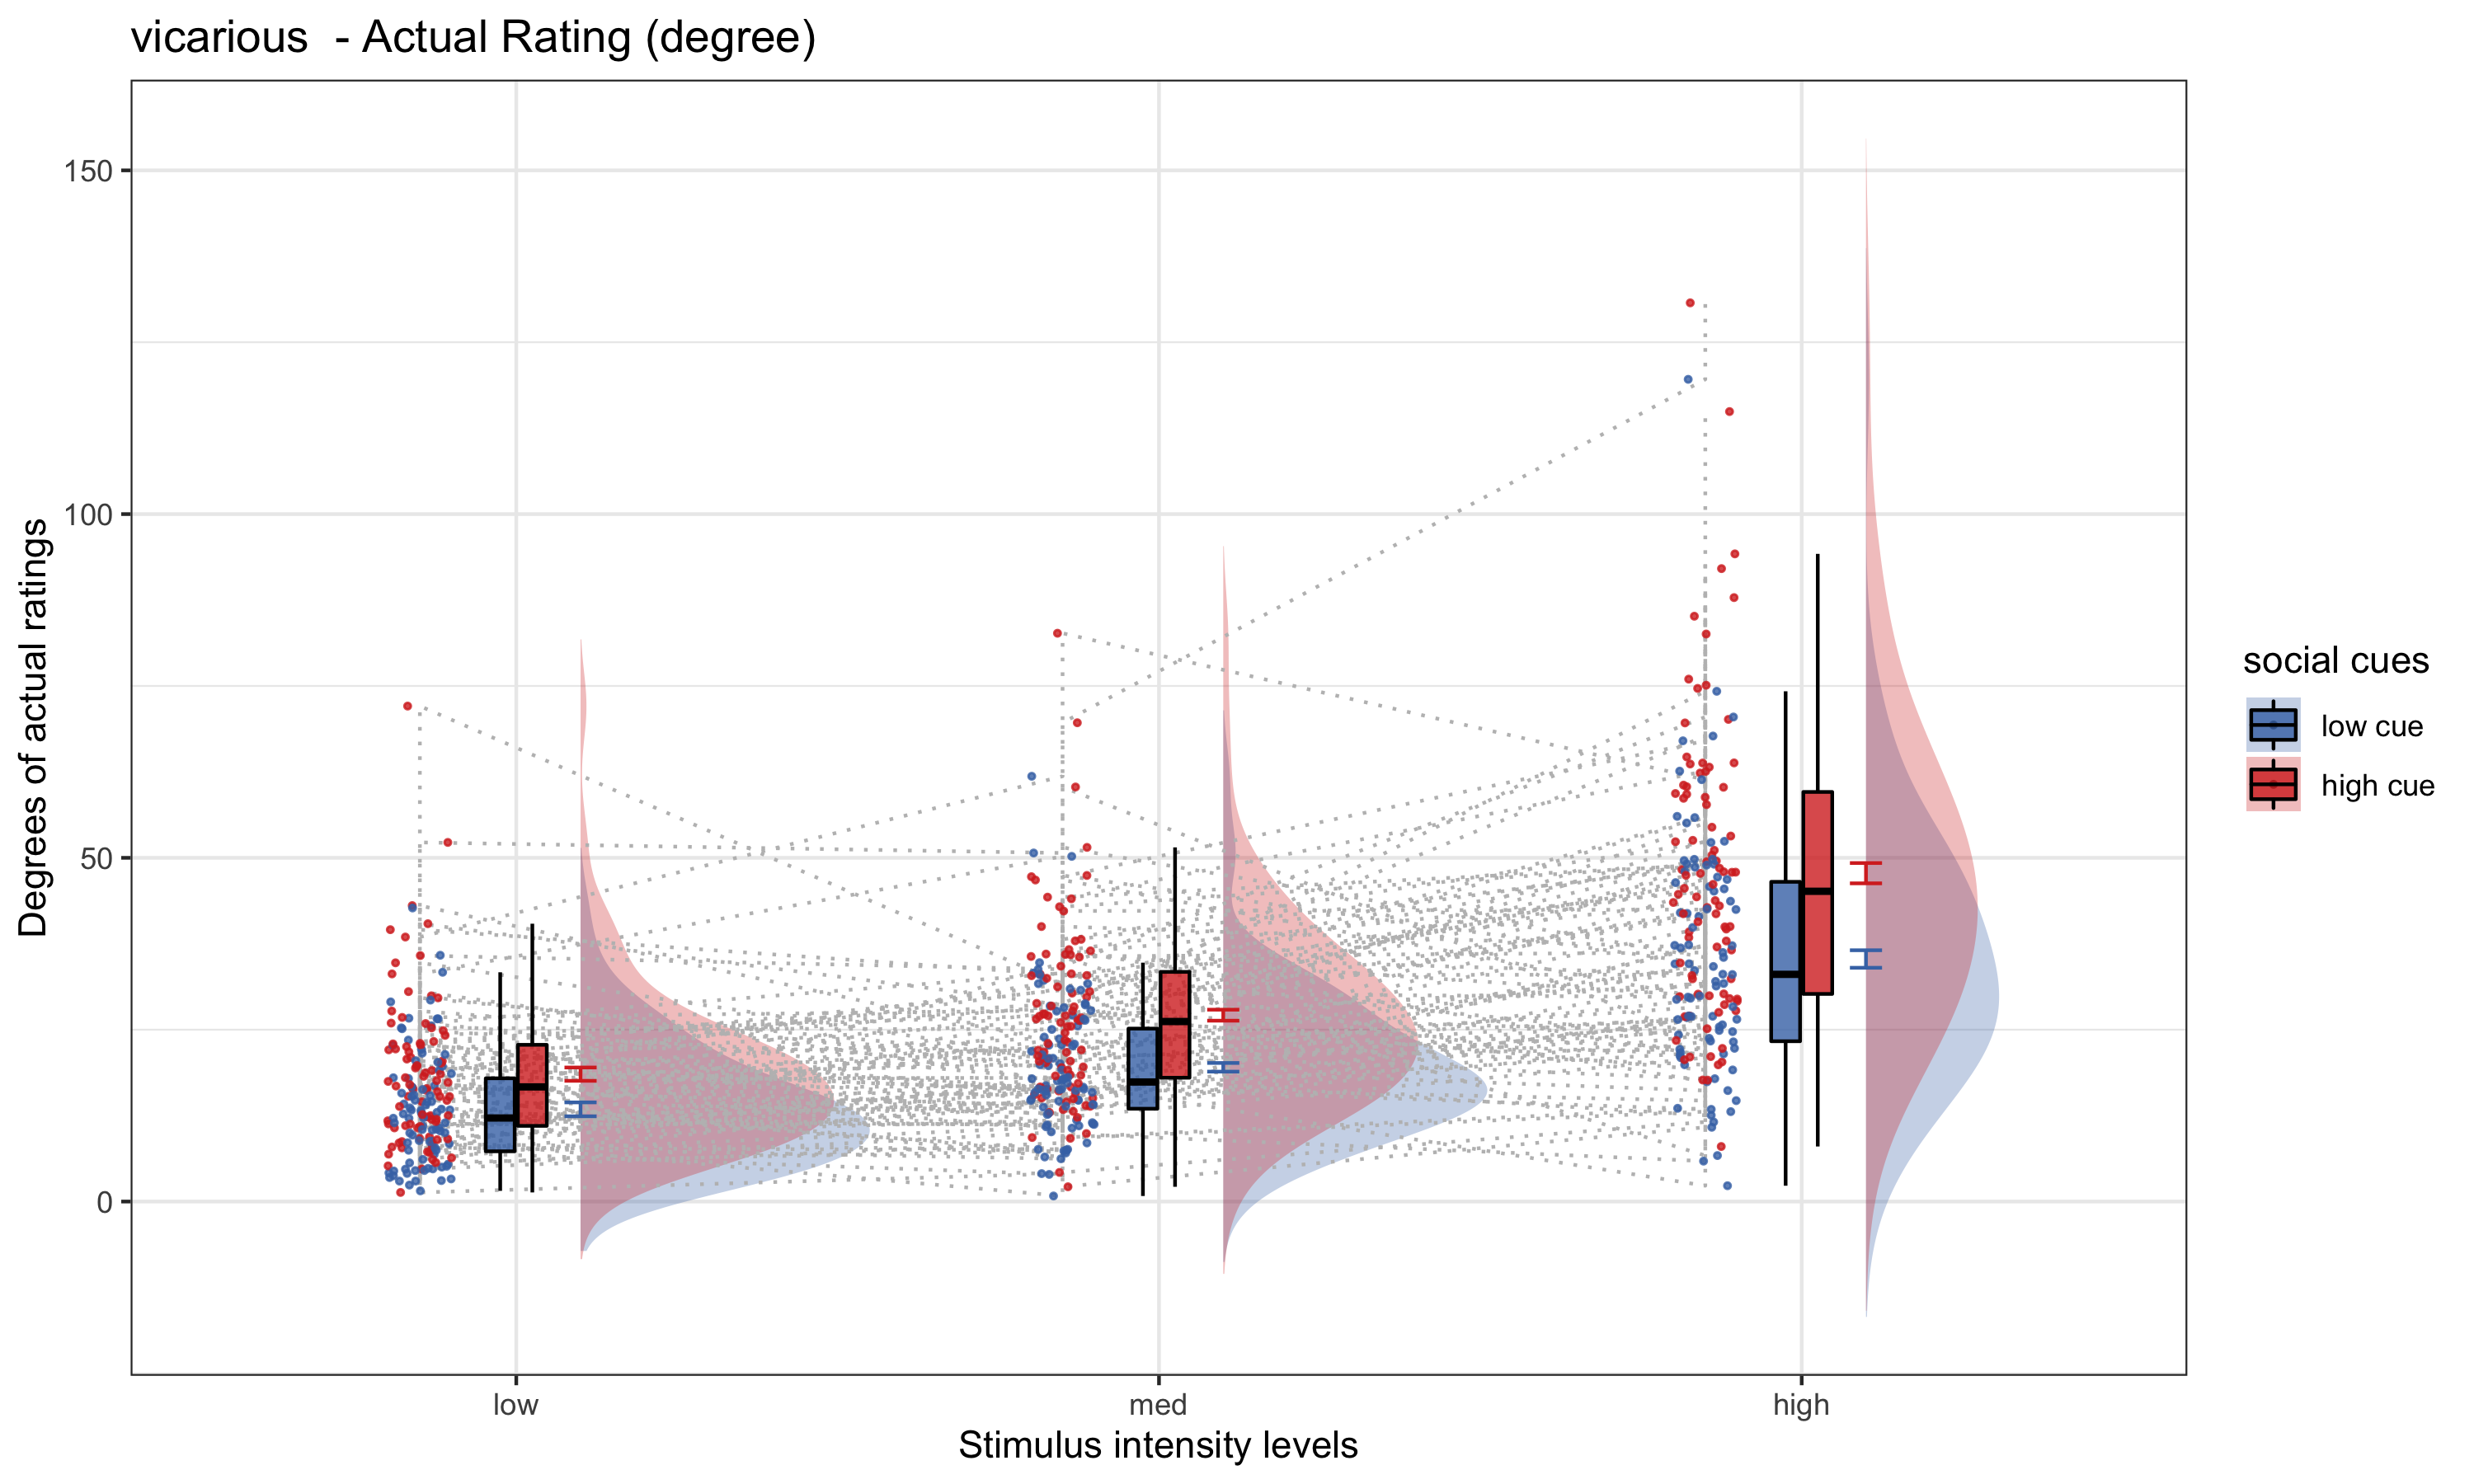 vicarious  - Actual Rating (degree)
150
100
50
0
Degrees of actual ratings
low
med
high
Stimulus intensity levels
social cues
low cue
high cue